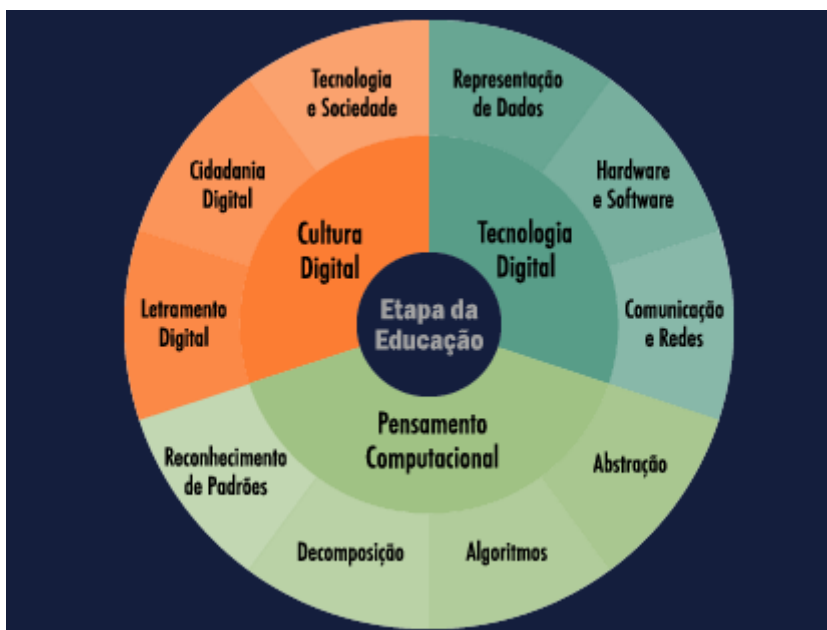 Tecnologia
e Sociedade
Representação
de Dados
Cidadania
Digital
Hardware
e Software
Cultura
Digital
Tecnologia
Digital
Letramento
Digital
Etapa da
Educação
Comunicação
e Redes
Pensamento
Computacional
Reconhecimento
de Padrões
Abstração
Decomposição
Algoritmos